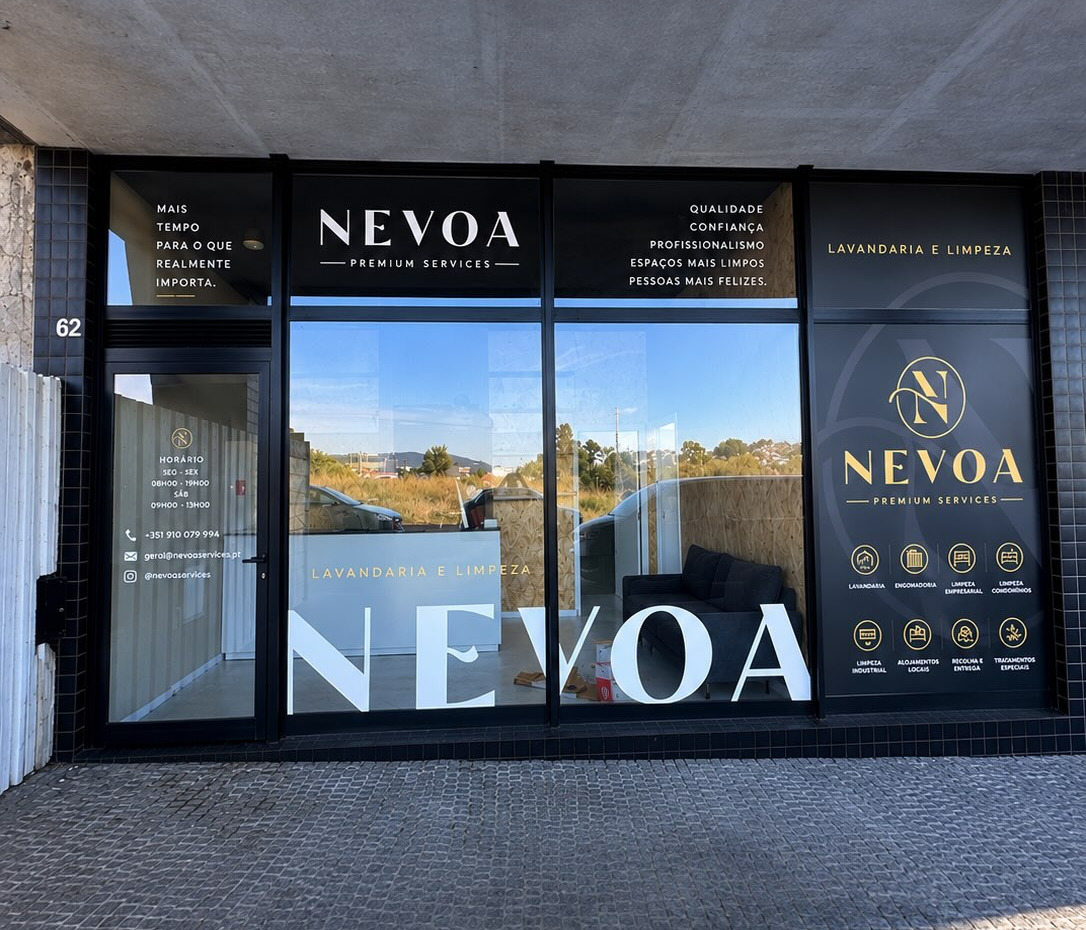 MAIS
TEMPO
PARA O QUE
REALMENTE
IMPORTA.
NEVOA
PREMIUM SERVICES
QUALIDADE
CONFIANÇA
PROFISSIONALISMO
ESPAÇOS MAIS LIMPOS
PESSOAS MAIS FELIZES.
LAVANDARIA E LIMPEZA
62
N
HORÁRIO
SEG - SEX
08H00 - 19H00
SÁB
09H00 - 13H00
+351 910 079 994
geral@nevoaservices.pt
@nevoaservices
LAVANDARIA E LIMPEZA
NEVOA
N
NEVOA
PREMIUM SERVICES
LAVANDARIA
ENGOMADORIA
LIMPEZA
EMPRESARIAL
LIMPEZA
CONDOMÍNIOS
LIMPEZA
INDUSTRIAL
ALOJAMENTOS
LOCAIS
RECOLHA E
ENTREGA
TRATAMENTOS
ESPECIAIS